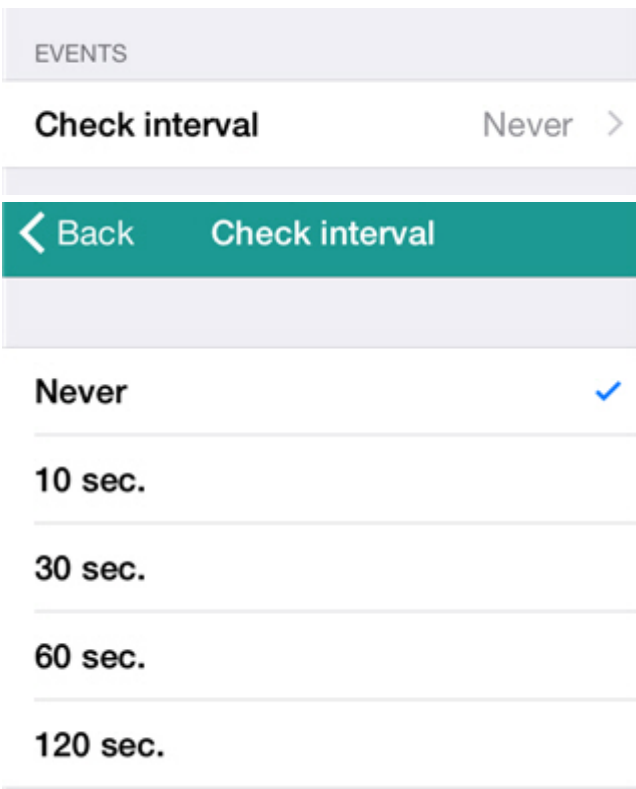 EVENTS
Check interval Never
Back Check interval
Never
10 sec.
30 sec.
60 sec.
120 sec.